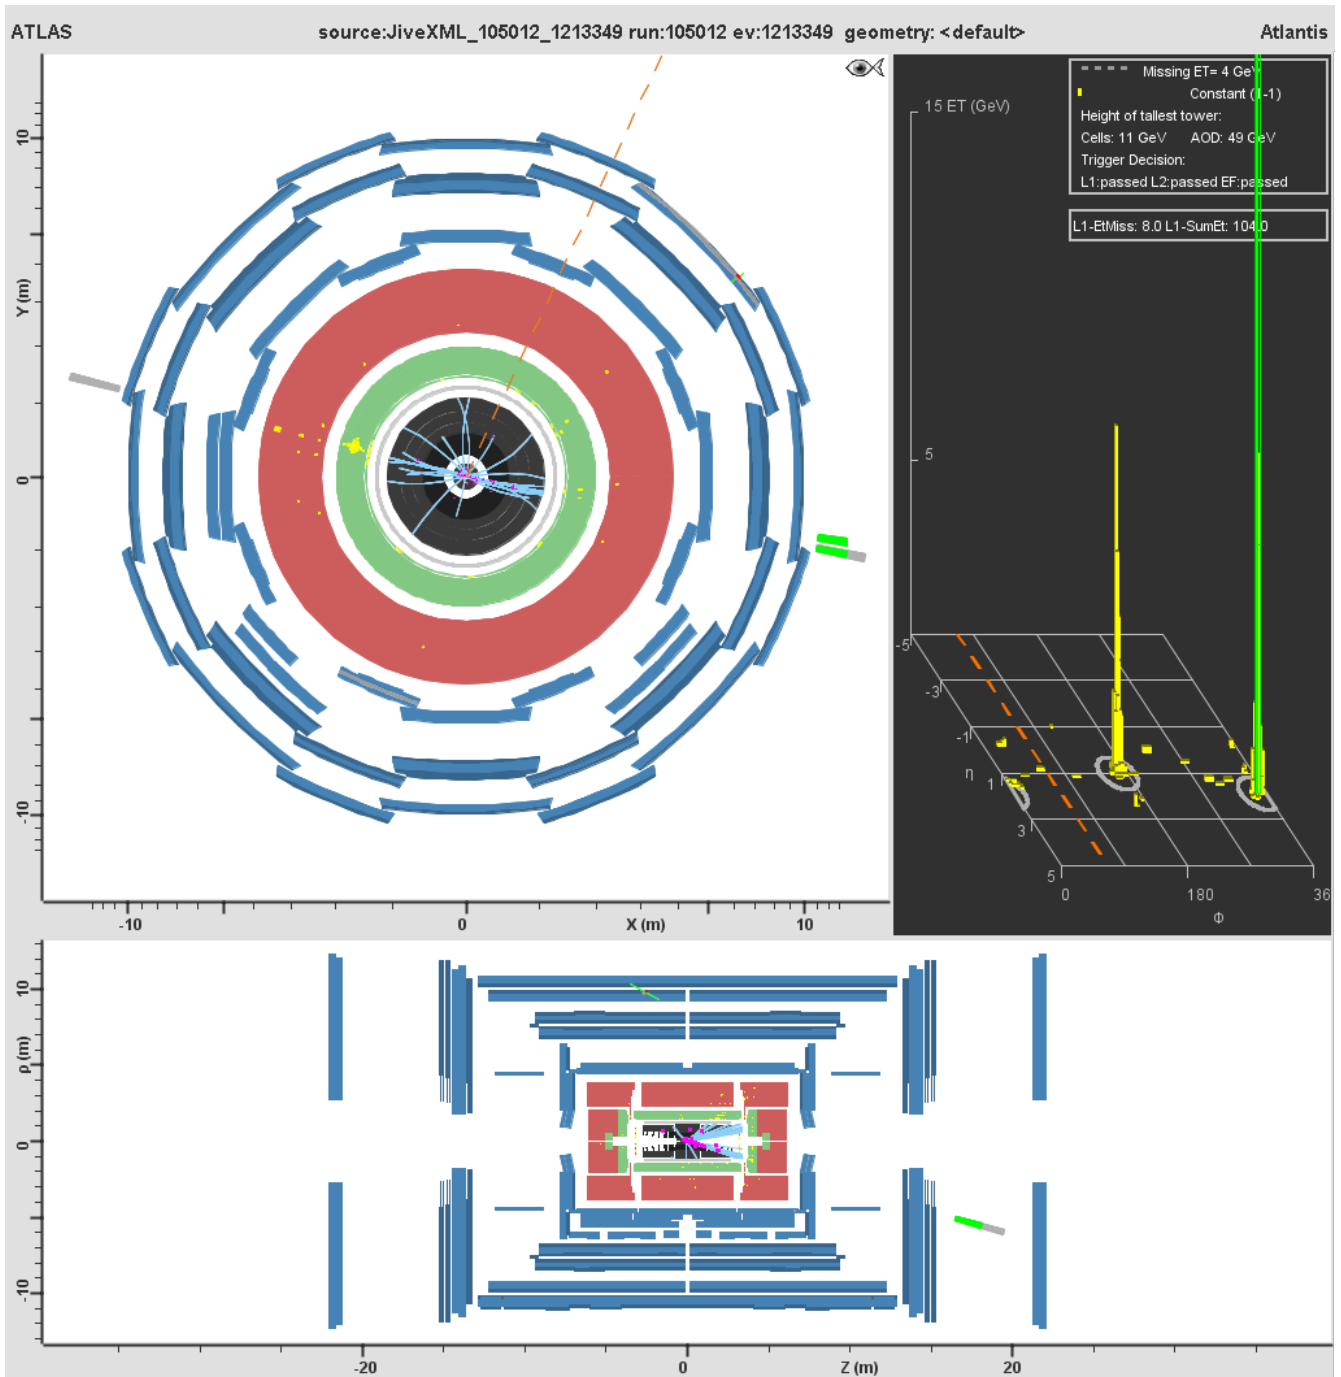 ATLAS source:JiveXML_105012_1213349 run:105012 ev:1213349 geometry: <default> Atlantis
10
0
-10
Y (m)
-10 0 X (m) 10
15 ET (GeV)
5
Missing ET= 4 GeV
Constant (1-1)
Height of tallest tower:
Cells: 11 GeV AOD: 49 GeV
Trigger Decision:
L1:passed L2:passed EF:passed
L1-EtMiss: 8.0 L1-SumEt: 104.0
-5
-3
-1
η 1
3
5
0 180 36
Φ
10
ρ (m)
0
-10
-20 0 Z (m) 20